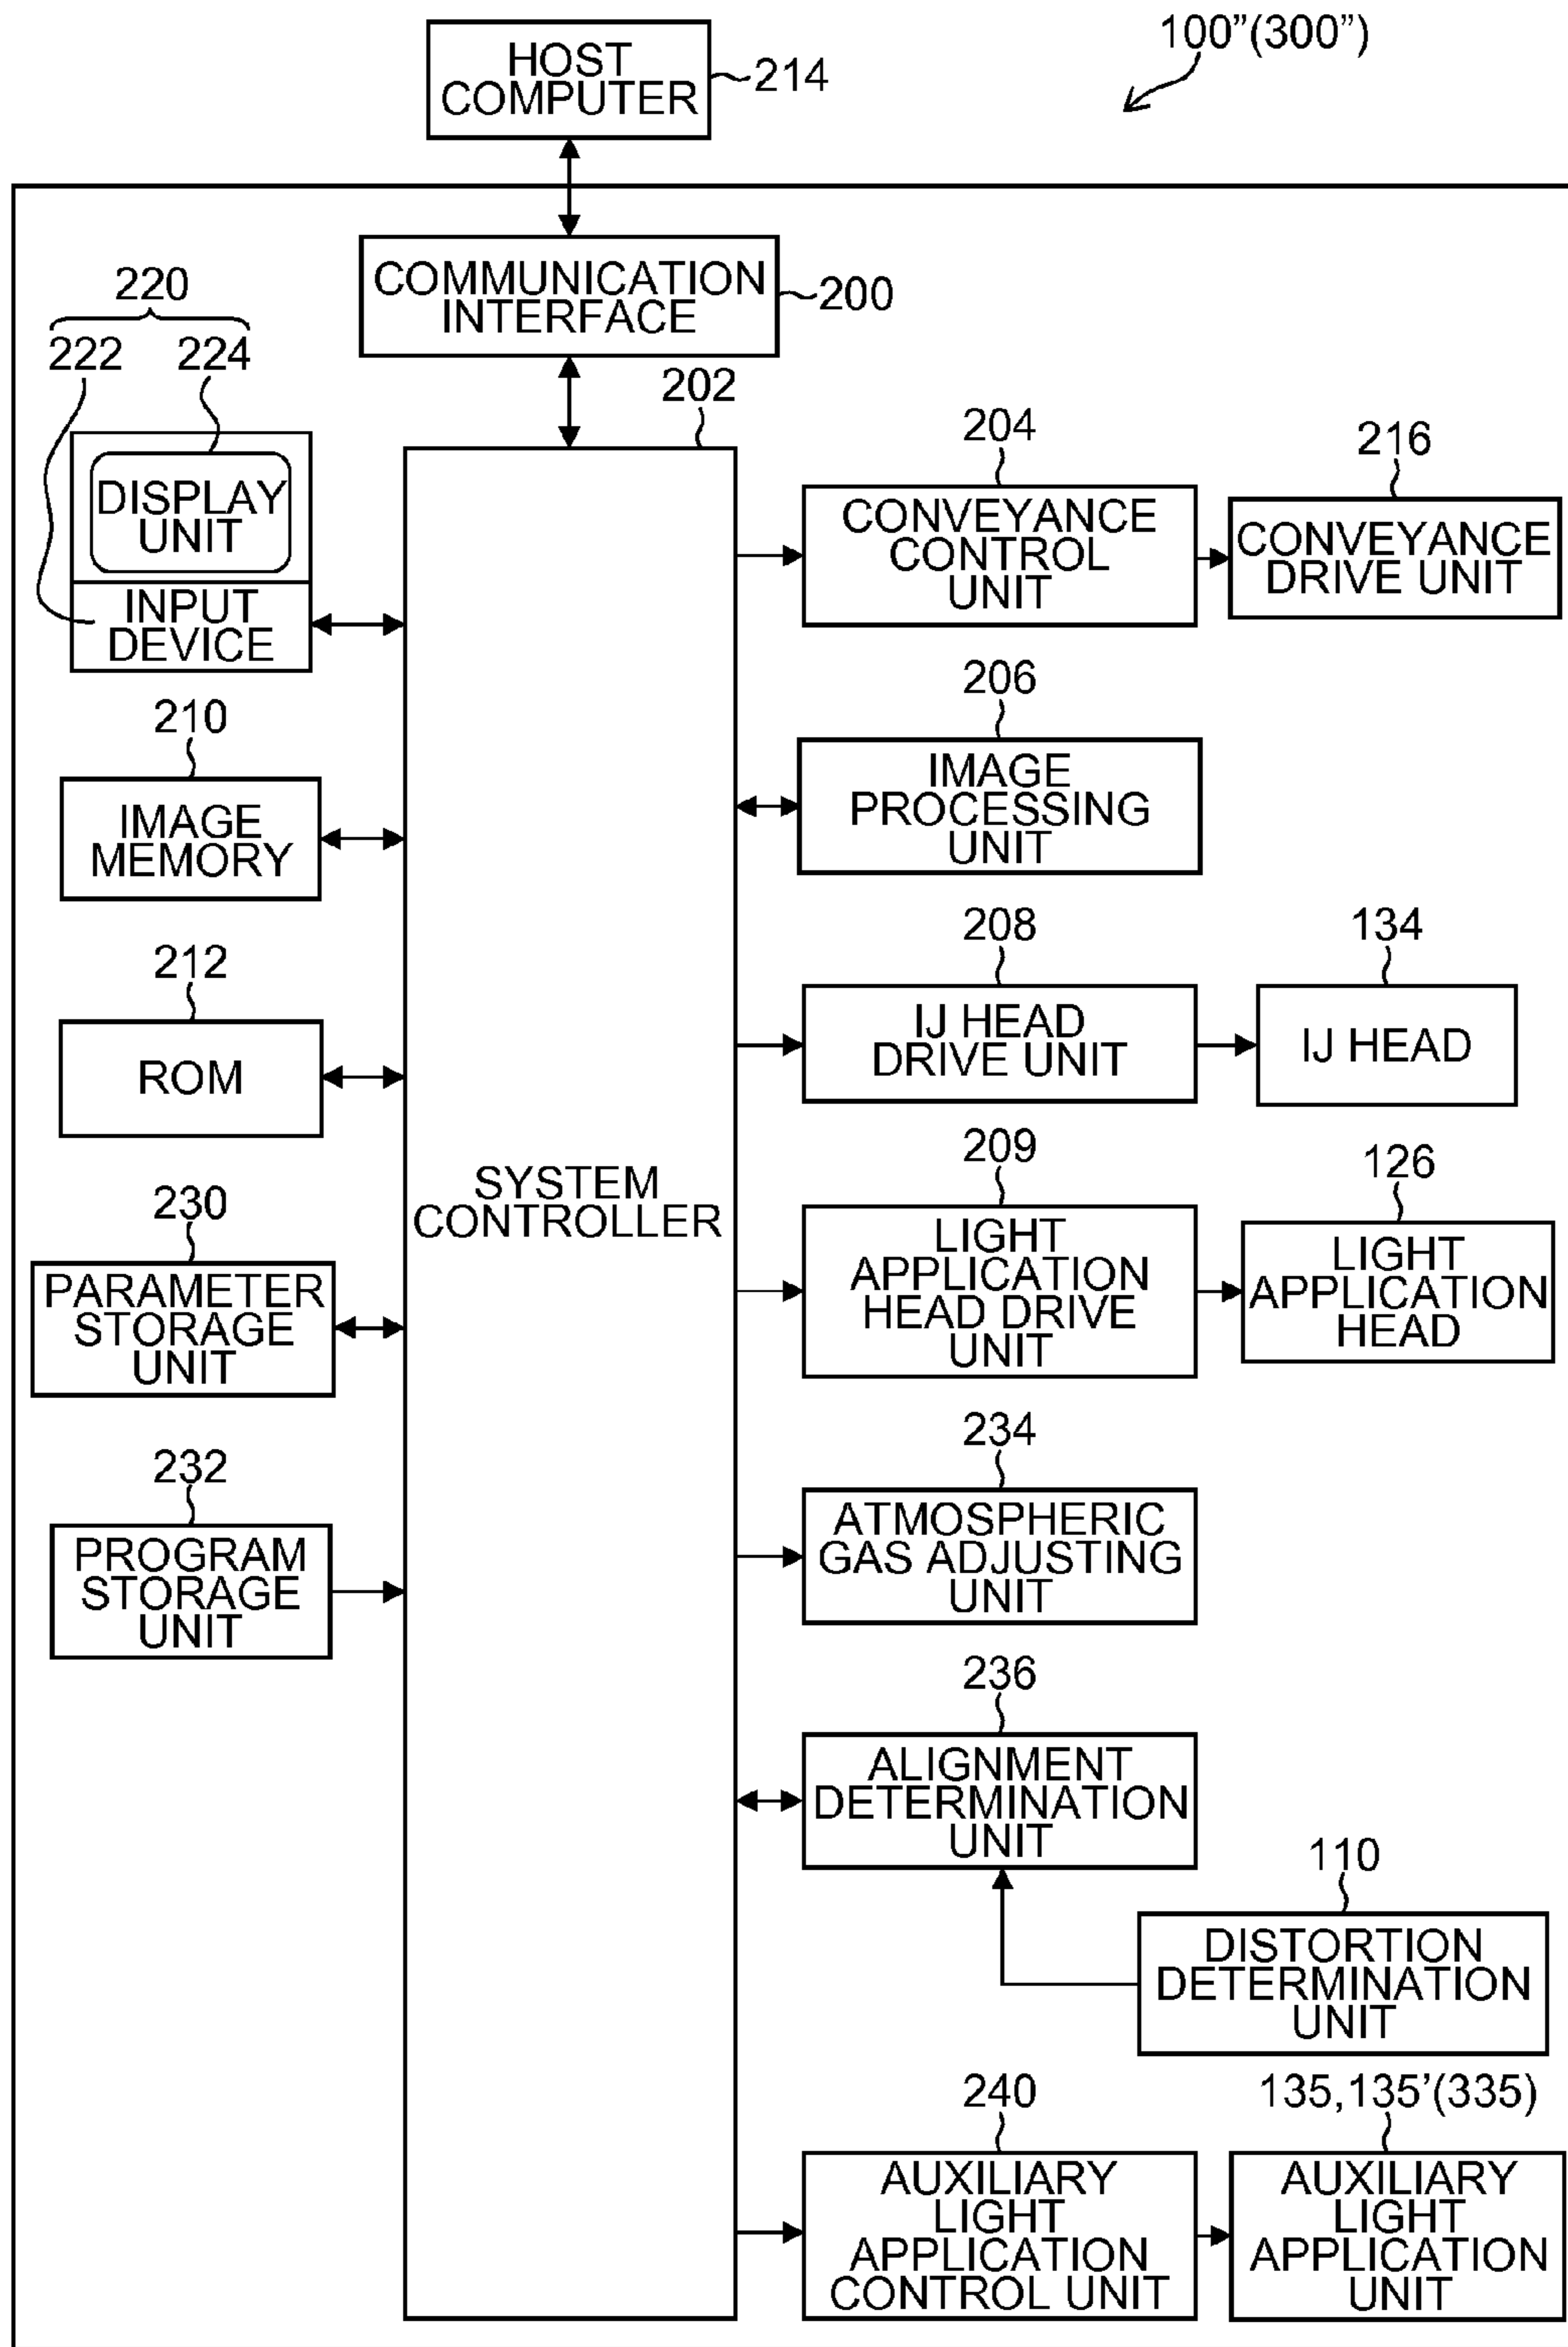 100”(300”)
HOST
COMPUTER
214
COMMUNICATION
INTERFACE
200
220
222 224
202
DISPLAY
UNIT
INPUT
DEVICE
204
CONVEYANCE
CONTROL
UNIT
216
CONVEYANCE
DRIVE UNIT
210
IMAGE
MEMORY
206
IMAGE
PROCESSING
UNIT
212
ROM
208
IJ HEAD
DRIVE UNIT
134
IJ HEAD
SYSTEM
CONTROLLER
230
PARAMETER
STORAGE
UNIT
209
LIGHT
APPLICATION
HEAD DRIVE
UNIT
126
LIGHT
APPLICATION
HEAD
232
PROGRAM
STORAGE
UNIT
234
ATMOSPHERIC
GAS ADJUSTING
UNIT
236
ALIGNMENT
DETERMINATION
UNIT
110
DISTORTION
DETERMINATION
UNIT
240
AUXILIARY
LIGHT
APPLICATION
CONTROL UNIT
135,135’(335)
AUXILIARY
LIGHT
APPLICATION
UNIT